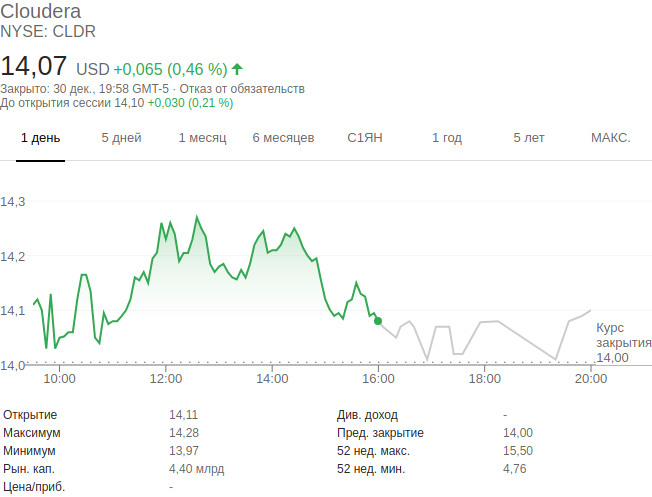 Cloudera
NYSE: CLDR
14,07 USD +0,065 (0,46 %)
Закрыто: 30 дек., 19:58 GMT-5 · Отказ от обязательств
До открытия сессии 14,10 +0,030 (0,21 %)
1 день 5 дней 1 месяц 6 месяцев С1ЯН 1 год 5 лет МАКС.
14,3
14,2
14,1
14,0
Курс
закрытия
14,00
10:00 12:00 14:00 16:00 18:00 20:00
Открытие 14,11 Див. доход -
Максимум 14,28 Пред. закрытие 14,00
Минимум 13,97 52 нед. макс. 15,50
Рын. кап. 4,40 млрд 52 нед. мин. 4,76
Цена/приб. -